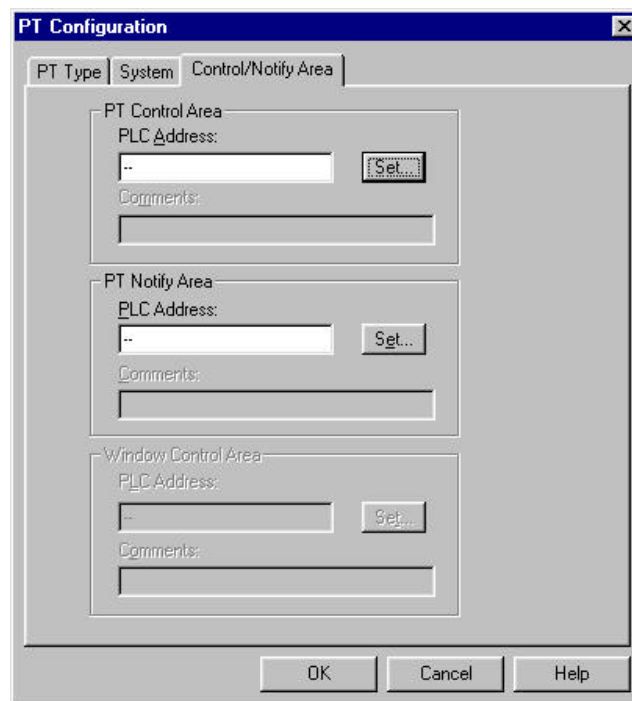 PT Configuration
PT Type System Control/Notify Area
PT Control Area
PLC Address:
-- Set...
Comments:
PT Notify Area
PLC Address:
-- Set...
Comments:
Window Control Area
PLC Address:
-- Set...
Comments:
OK Cancel Help